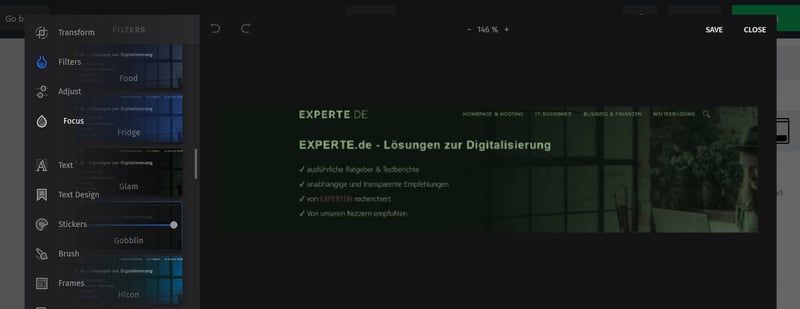 Go b
Transform
FILTERS
- 146 % +
SAVE
CLOSE
Filters
Food
Adjust
Fridge
Focus
Text
Glam
Text Design
Stickers
Gobblin
Brush
Frames
Hicon
EXPERTE.DE
HOMEPAGE & HOSTING
IT-SICHERHEIT
BUSINESS & FINANZEN
WEITERBILDUNG
EXPERTE.de - Lösungen zur Digitalisierung
✓ ausführliche Ratgeber & Testberichte
✓ unabhängige und transparente Empfehlungen
✓ von EXPERTEN recherchiert
✓ Von unseren Nutzern empfohlen